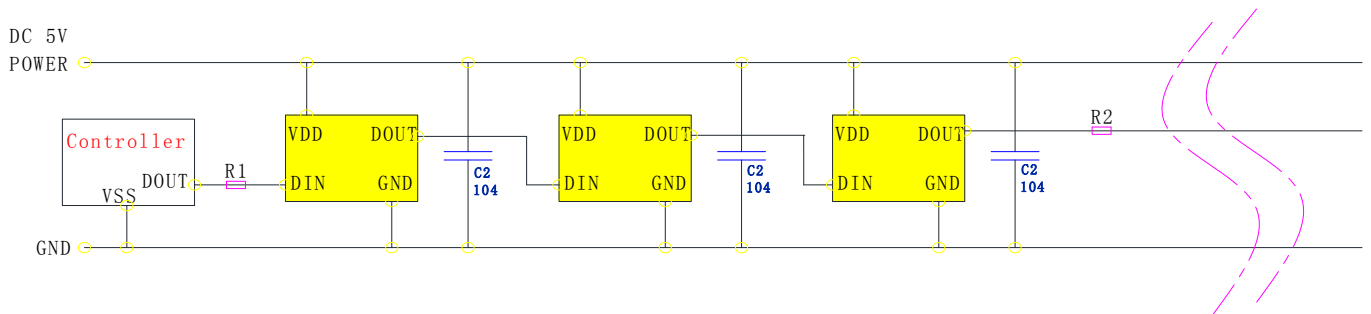 DC 5V
POWER
Controller
DOUT
VSS
R1
VDD
DOUT
DIN
GND
C2
104
VDD
DOUT
DIN
GND
C2
104
VDD
DOUT
DIN
GND
C2
104
R2
GND